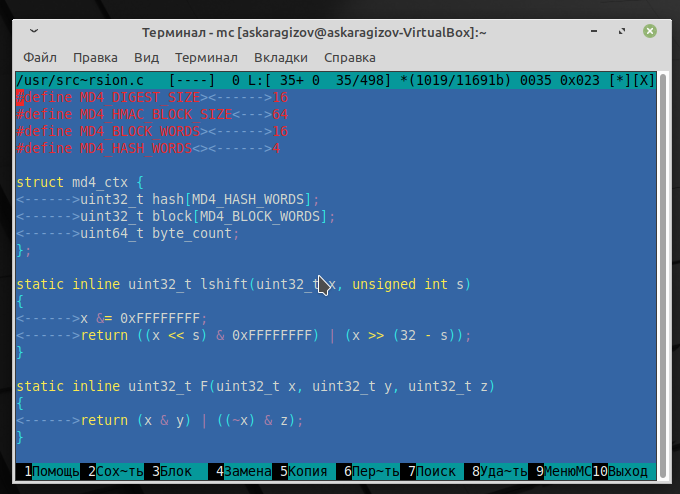 Терминал - mc [askaragizov@askaragizov-VirtualBox]:~
Файл Правка Вид Терминал Вкладки Справка
/usr/src~rsion.c [----] 0 L:[ 35+ 0 35/498] *(1019/11691b) 0035 0x023 [*][X]
#define MD4_DIGEST_SIZE><------>16
#define MD4_HMAC_BLOCK_SIZE<--->64
#define MD4_BLOCK_WORDS><------>16
#define MD4_HASH_WORDS<><------>4
struct md4_ctx {
<------>uint32_t hash[MD4_HASH_WORDS];
<------>uint32_t block[MD4_BLOCK_WORDS];
<------>uint64_t byte_count;
};
static inline uint32_t lshift(uint32_t x, unsigned int s)
{
<------>x &= 0xFFFFFFFF;
<------>return ((x << s) & 0xFFFFFFFF) | (x >> (32 - s));
}
static inline uint32_t F(uint32_t x, uint32_t y, uint32_t z)
{
<------>return (x & y) | ((~x) & z);
}
1Помощь 2Сох~ть 3Блок 4Замена 5Копия 6Пер~ть 7Поиск 8Уда~ть 9МенюMC 10Выход